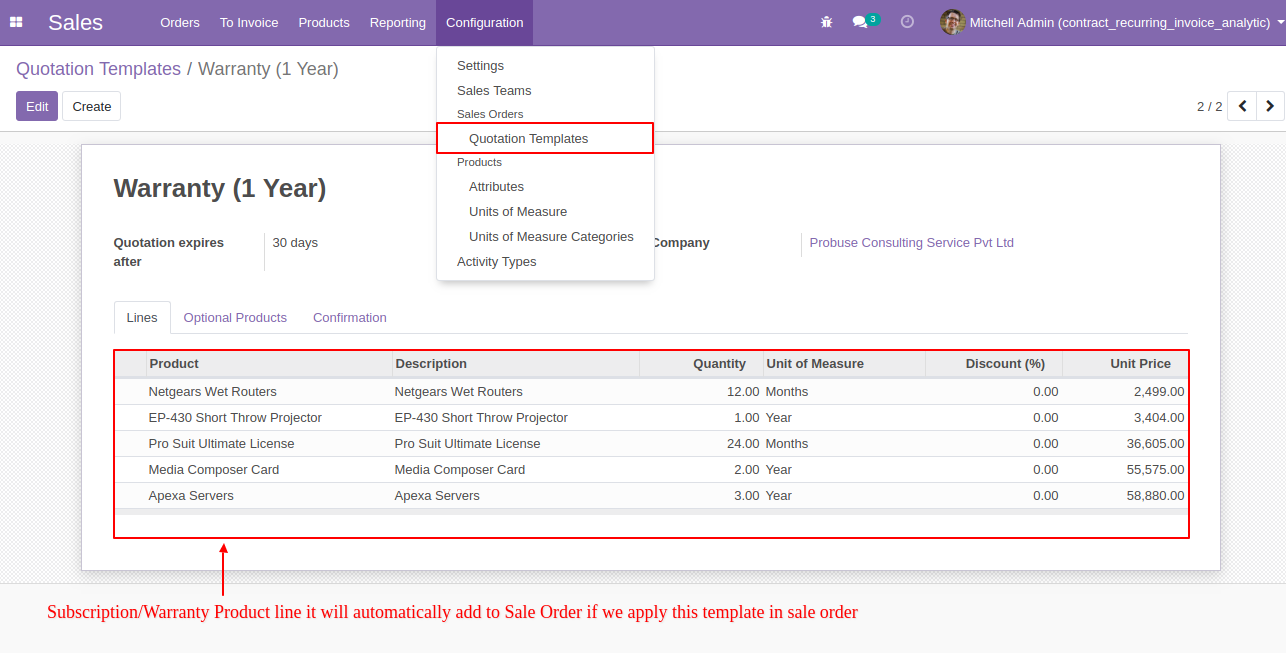 Sales Orders To Invoice Products Reporting Configuration 3 Mitchell Admin (contract_recurring_invoice_analytic)
Quotation Templates / Warranty (1 Year)
Edit Create
2 / 2
Settings
Sales Teams
Sales Orders
Quotation Templates
Products
Attributes
Units of Measure
Units of Measure Categories
Activity Types
Warranty (1 Year)
Quotation expires after 30 days
Company Probuse Consulting Service Pvt Ltd
Lines Optional Products Confirmation
Product Description Quantity Unit of Measure Discount (%) Unit Price
Netgears Wet Routers Netgears Wet Routers 12.00 Months 0.00 2,499.00
EP-430 Short Throw Projector EP-430 Short Throw Projector 1.00 Year 0.00 3,404.00
Pro Suit Ultimate License Pro Suit Ultimate License 24.00 Months 0.00 36,605.00
Media Composer Card Media Composer Card 2.00 Year 0.00 55,575.00
Apexa Servers Apexa Servers 3.00 Year 0.00 58,880.00
Subscription/Warranty Product line it will automatically add to Sale Order if we apply this template in sale order